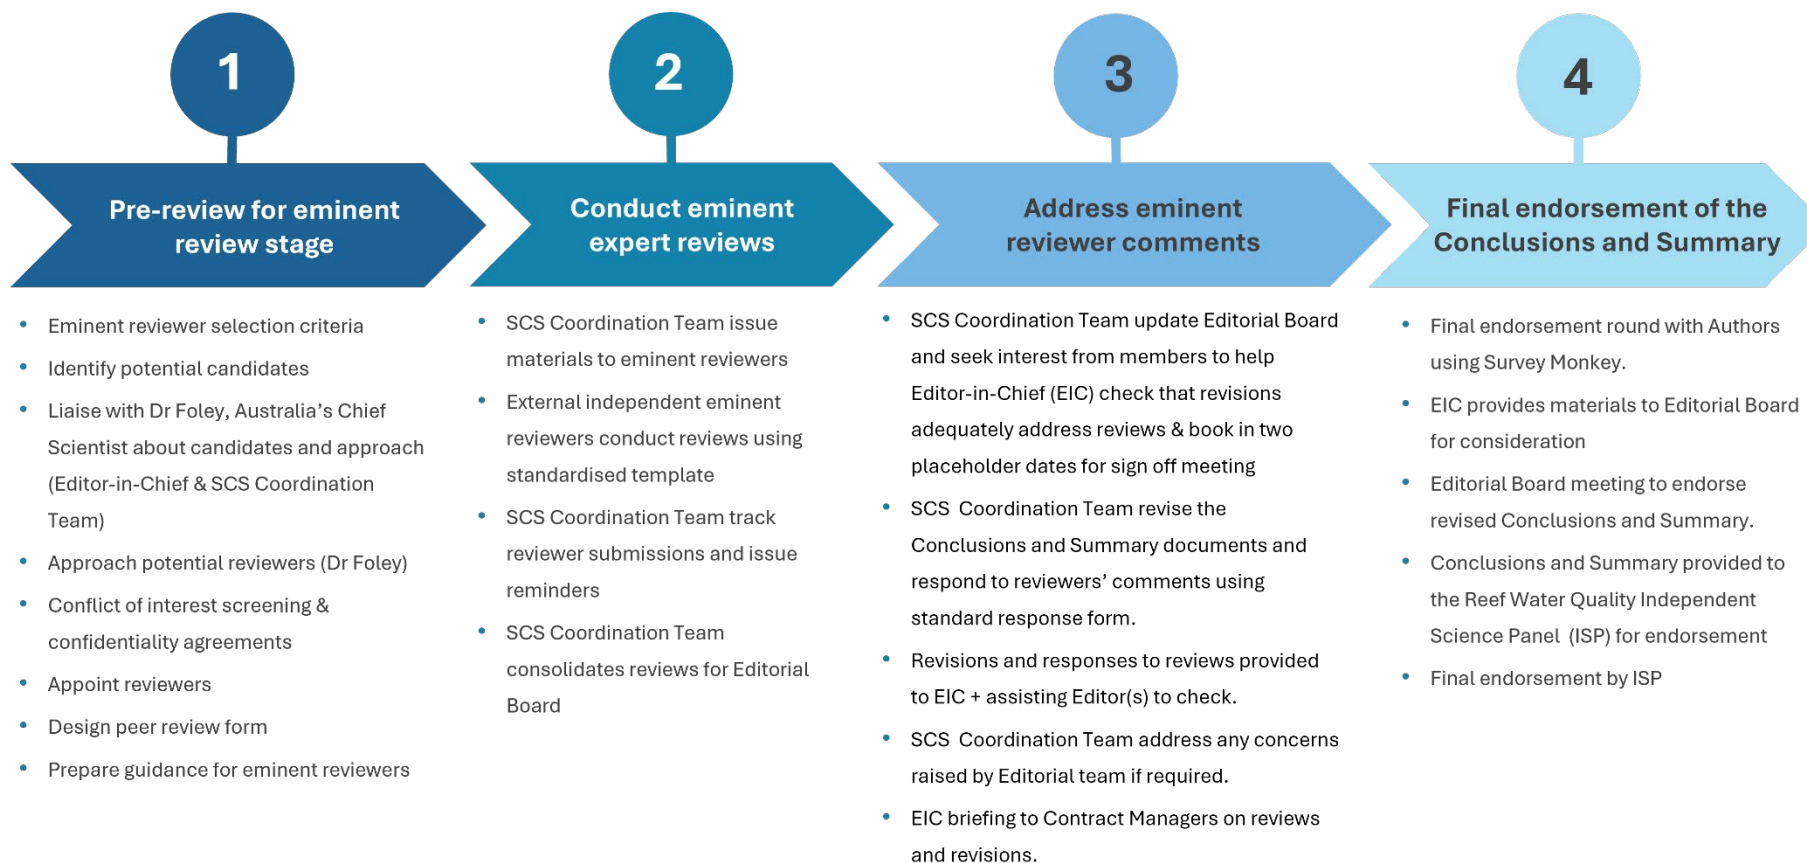 1
Pre-review for eminent
review stage
• Eminent reviewer selection criteria
• Identify potential candidates
• Liaise with Dr Foley, Australia’s Chief
Scientist about candidates and approach
(Editor-in-Chief & SCS Coordination
Team)
• Approach potential reviewers (Dr Foley)
• Conflict of interest screening &
confidentiality agreements
• Appoint reviewers
• Design peer review form
• Prepare guidance for eminent reviewers
2
Conduct eminent
expert reviews
• SCS Coordination Team issue
materials to eminent reviewers
• External independent eminent
reviewers conduct reviews using
standardised template
• SCS Coordination Team track
reviewer submissions and issue
reminders
• SCS Coordination Team
consolidates reviews for Editorial
Board
3
Address eminent
reviewer comments
• SCS Coordination Team update Editorial Board
and seek interest from members to help
Editor-in-Chief (EIC) check that revisions
adequately address reviews & book in two
placeholder dates for sign off meeting
• SCS Coordination Team revise the
Conclusions and Summary documents and
respond to reviewers’ comments using
standard response form.
• Revisions and responses to reviews provided
to EIC + assisting Editor(s) to check.
• SCS Coordination Team address any concerns
raised by Editorial team if required.
• EIC briefing to Contract Managers on reviews
and revisions.
4
Final endorsement of the
Conclusions and Summary
• Final endorsement round with Authors
using Survey Monkey.
• EIC provides materials to Editorial Board
for consideration
• Editorial Board meeting to endorse
revised Conclusions and Summary.
• Conclusions and Summary provided to
the Reef Water Quality Independent
Science Panel (ISP) for endorsement
• Final endorsement by ISP